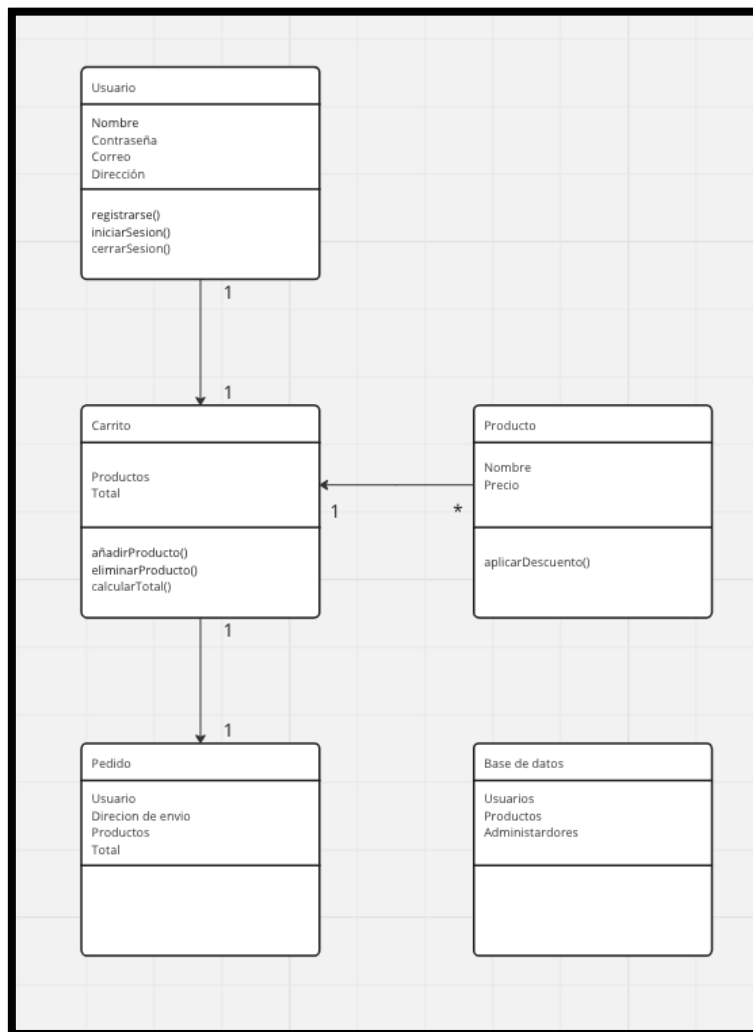 Usuario
Nombre
Contraseña
Correo
Dirección
registrarse()
iniciarSesion()
cerrarSesion()
1
1
Carrito
Productos
Total
añadirProducto()
eliminarProducto()
calcularTotal()
Producto
Nombre
Precio
aplicarDescuento()
1
*
1
1
Pedido
Usuario
Direcion de envio
Productos
Total
Base de datos
Usuarios
Productos
Administardores